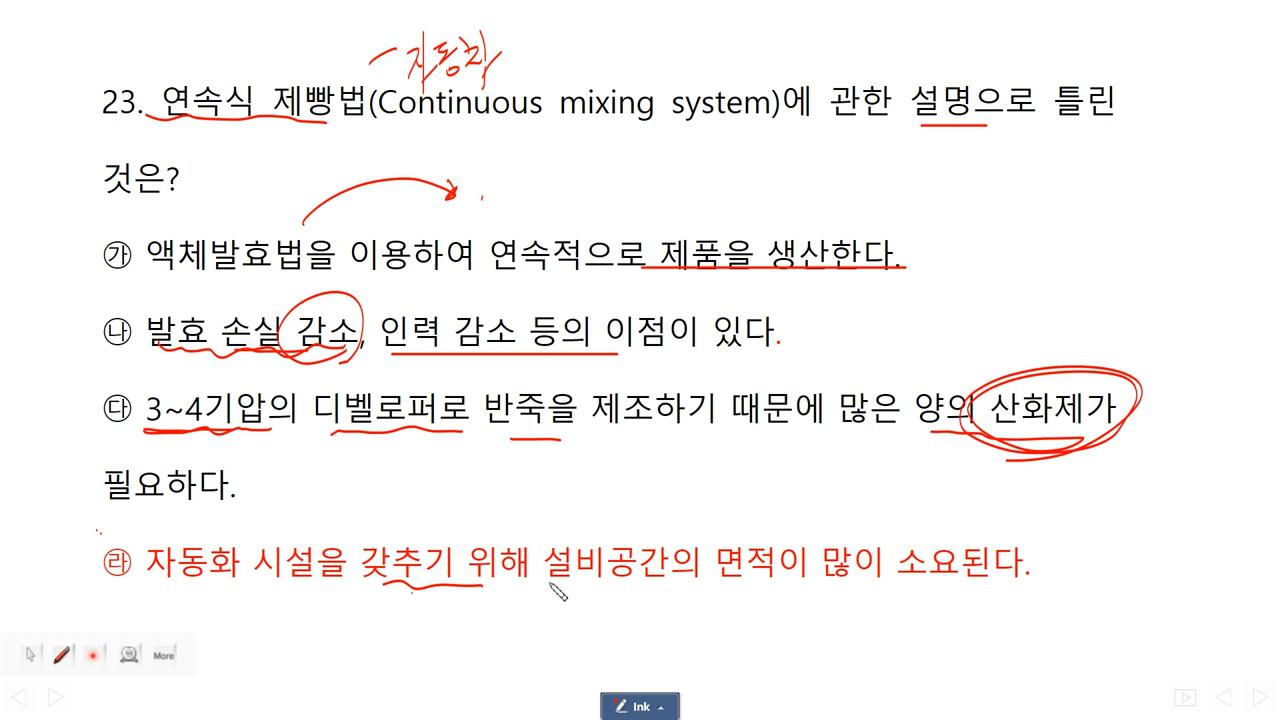 23. 연속식 제빵법(Continuous mixing system)에 관한 설명으로 틀린
것은?
㉮ 액체발효법을 이용하여 연속적으로 제품을 생산한다.
㉯ 발효 손실 감소, 인력 감소 등의 이점이 있다.
㉰ 3~4기압의 디벨로퍼로 반죽을 제조하기 때문에 많은 양의 산화제가
필요하다.
㉱ 자동화 시설을 갖추기 위해 설비공간의 면적이 많이 소요된다.
More
Ink